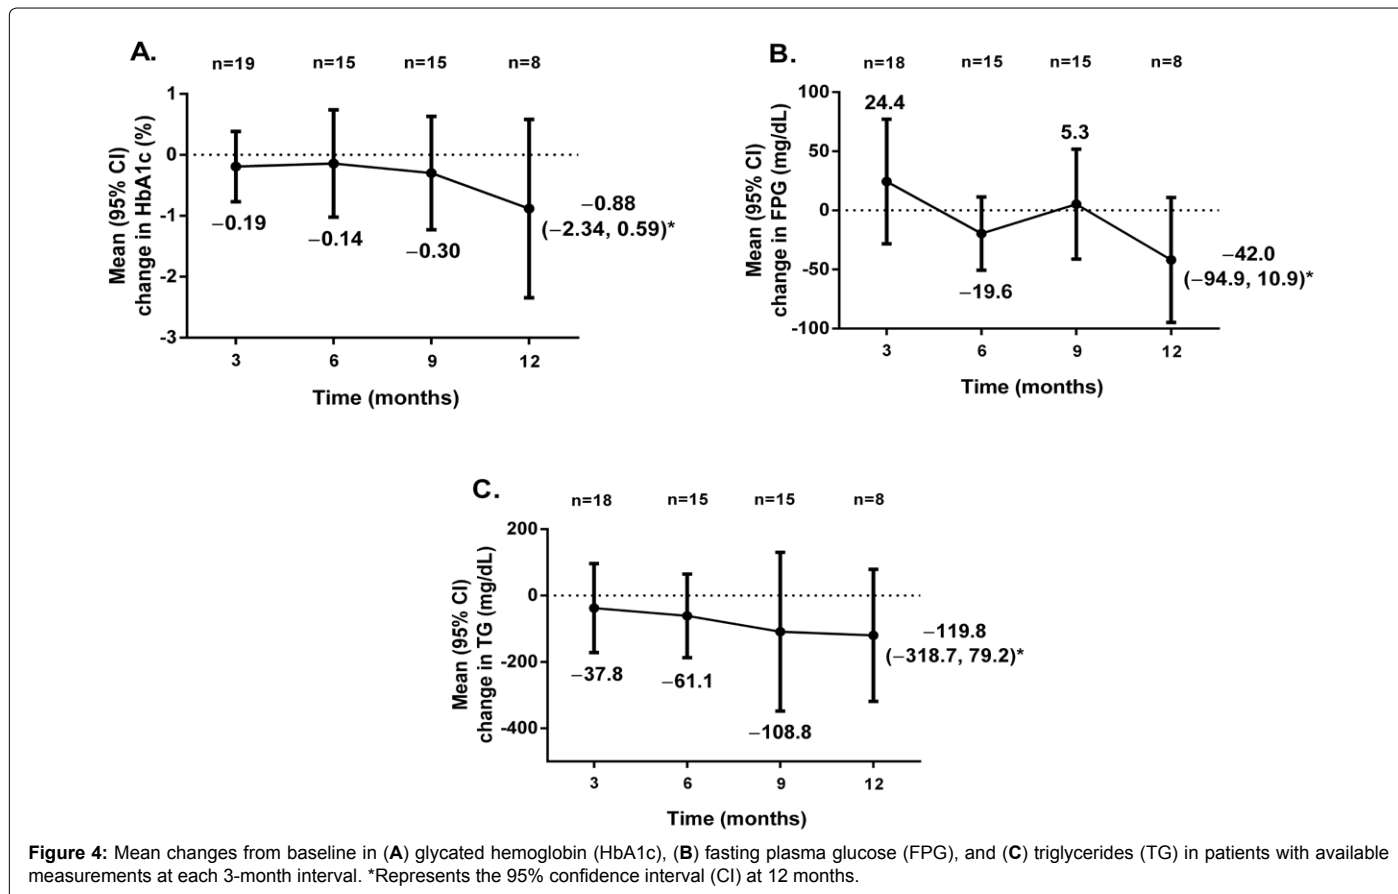 A.
n=19 n=15 n=15 n=8
Mean (95% CI)
change in HbA1c (%)
1
0
-1
-2
-3
−0.19
−0.14
−0.30
−0.88
(−2.34, 0.59)*
3 6 9 12
Time (months)
B.
n=18 n=15 n=15 n=8
Mean (95% CI)
change in FPG (mg/dL)
100
50
0
-50
-100
24.4
−19.6
5.3
−42.0
(−94.9, 10.9)*
3 6 9 12
Time (months)
C.
n=18 n=15 n=15 n=8
Mean (95% CI)
change in TG (mg/dL)
200
0
-200
-400
−37.8
−61.1
−108.8
−119.8
(−318.7, 79.2)*
3 6 9 12
Time (months)
Figure 4: Mean changes from baseline in (A) glycated hemoglobin (HbA1c), (B) fasting plasma glucose (FPG), and (C) triglycerides (TG) in patients with available
measurements at each 3-month interval. *Represents the 95% confidence interval (CI) at 12 months.